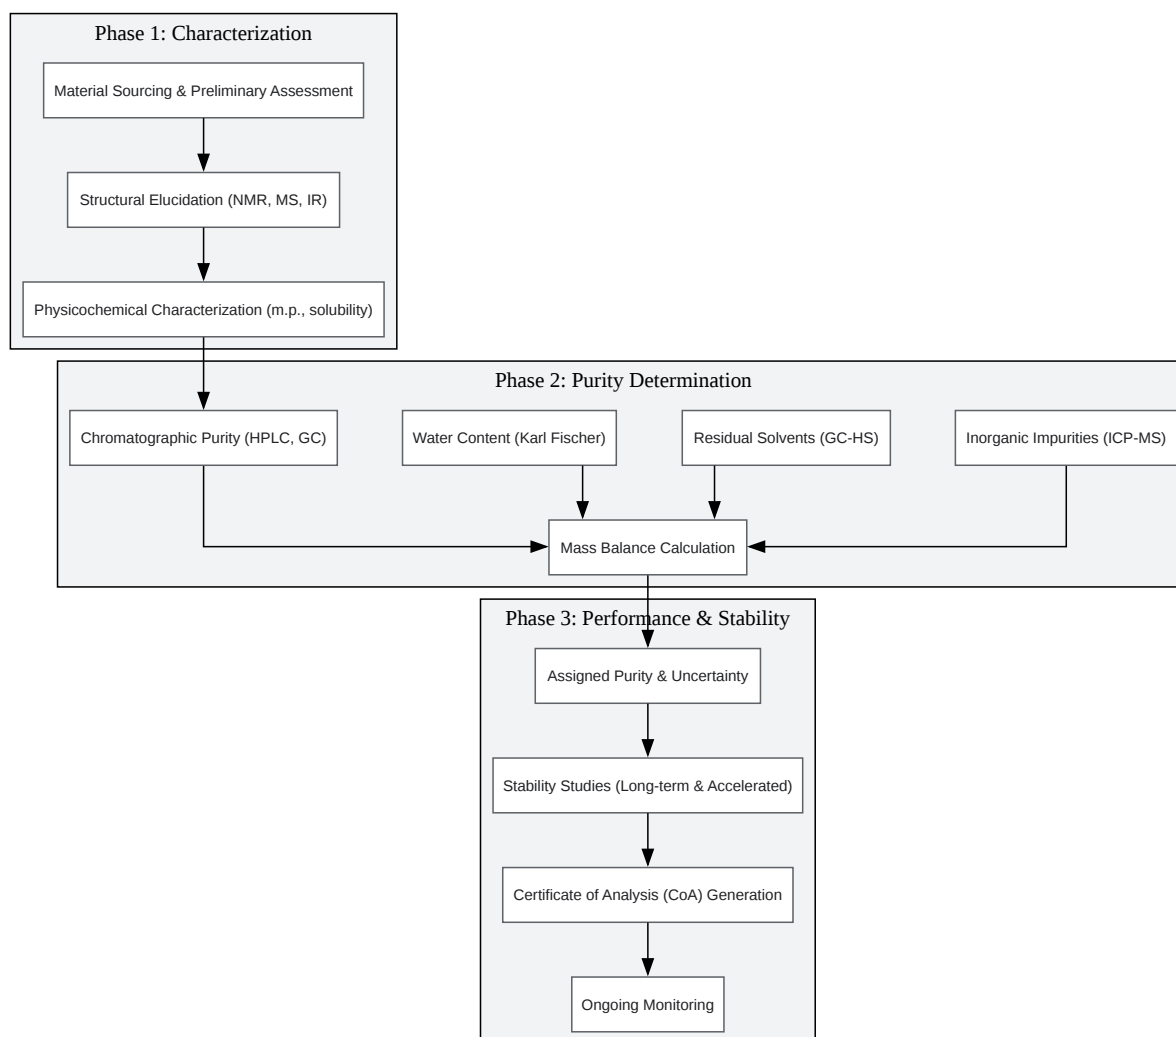 Phase 1: Characterization
Material Sourcing & Preliminary Assessment
Structural Elucidation (NMR, MS, IR)
Physicochemical Characterization (m.p., solubility)
Phase 2: Purity Determination
Chromatographic Purity (HPLC, GC)
Water Content (Karl Fischer)
Residual Solvents (GC-HS)
Inorganic Impurities (ICP-MS)
Mass Balance Calculation
Phase 3: Performance & Stability
Assigned Purity & Uncertainty
Stability Studies (Long-term & Accelerated)
Certificate of Analysis (CoA) Generation
Ongoing Monitoring